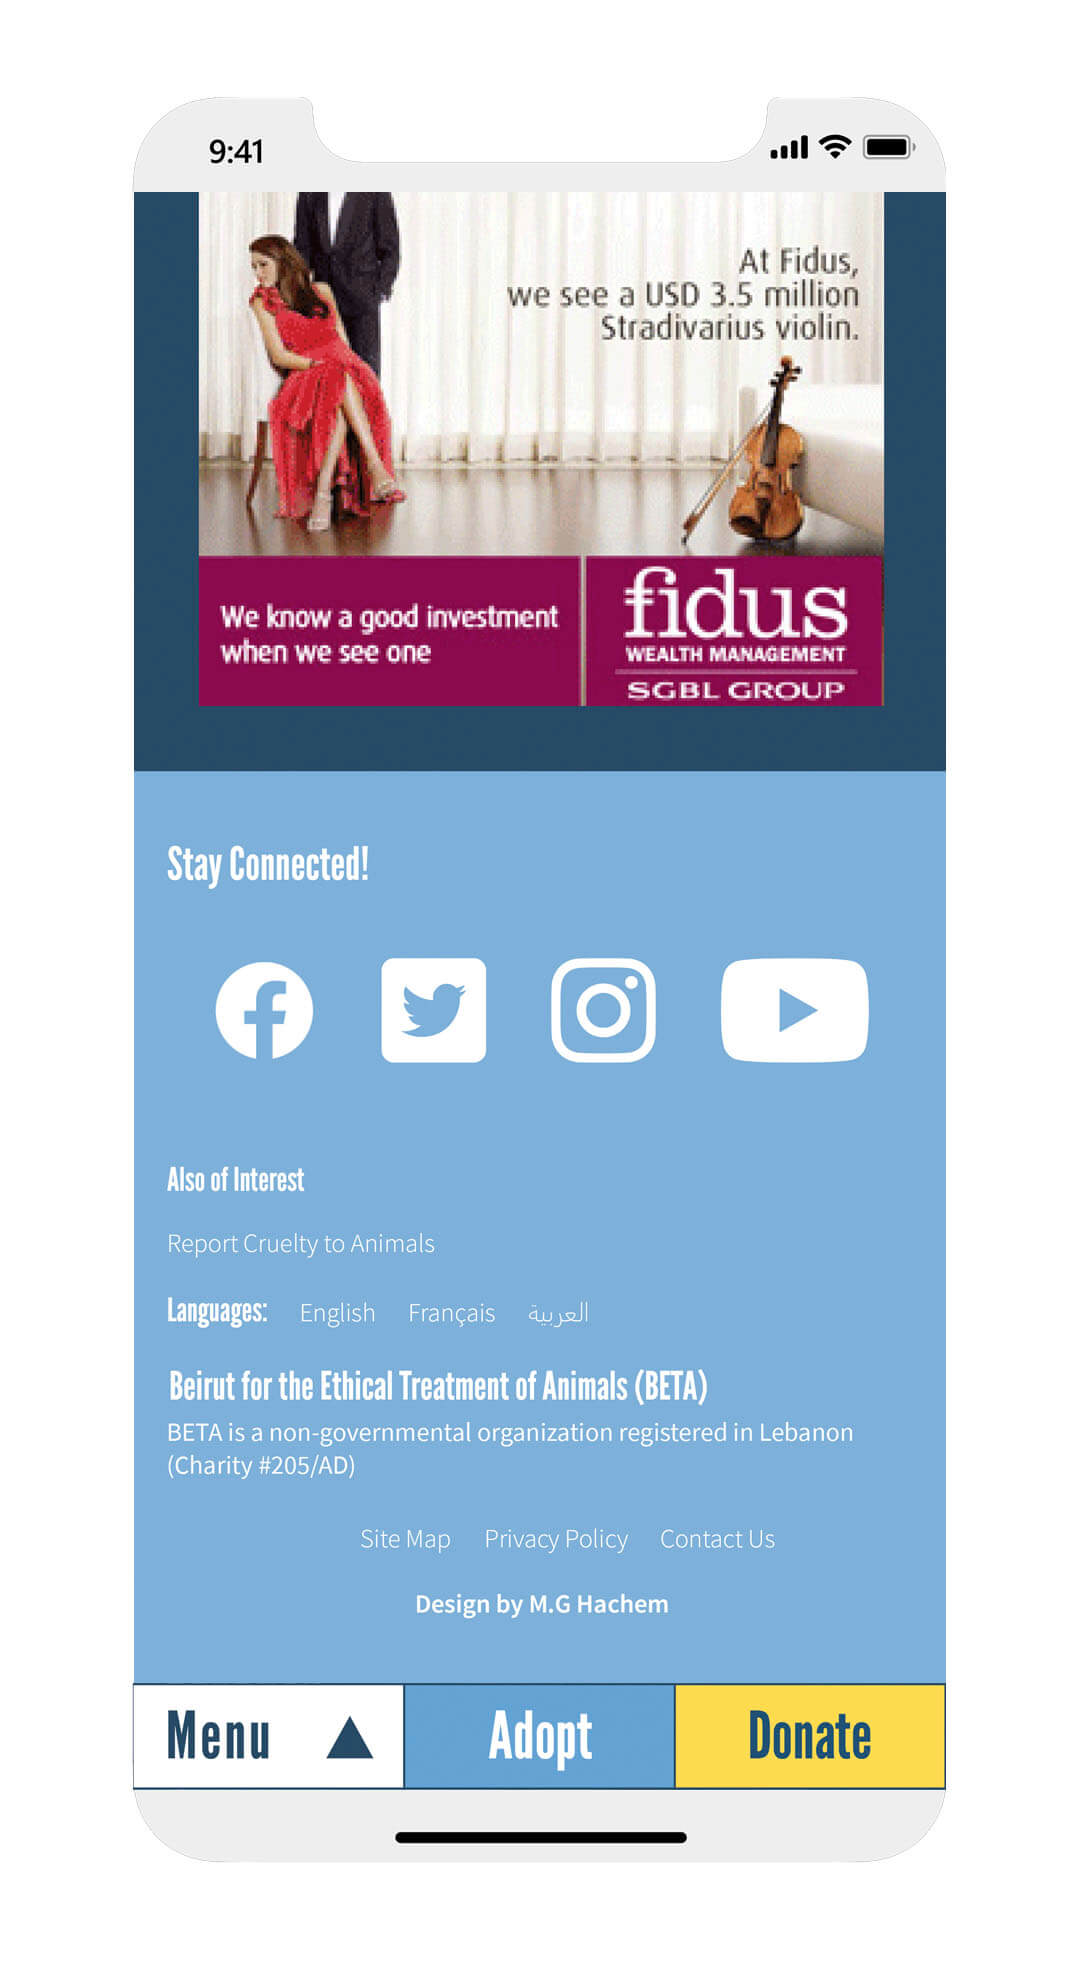 9:41
At Fidus,
we see a USD 3.5 million
Stradivarius violin.
We know a good investment
when we see one
fidus
WEALTH MANAGEMENT
SGBL GROUP
Stay Connected!
Also of Interest
Report Cruelty to Animals
Languages: English Français العربية
Beirut for the Ethical Treatment of Animals (BETA)
BETA is a non-governmental organization registered in Lebanon
(Charity #205/AD)
Site Map Privacy Policy Contact Us
Design by M.G Hachem
Menu Adopt Donate